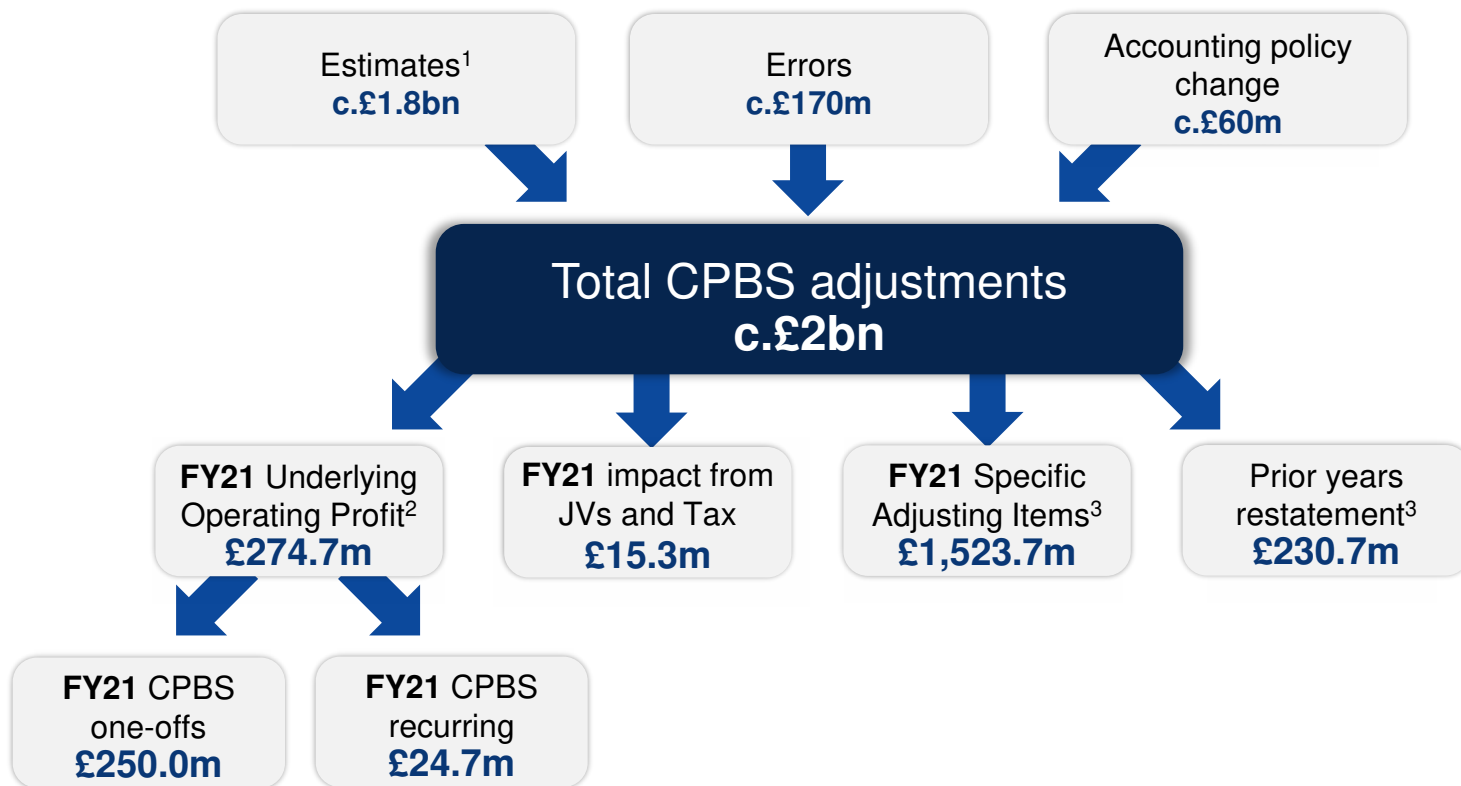 Estimates¹
c.£1.8bn
Errors
c.£170m
Accounting policy
change
c.£60m
Total CPBS adjustments
c.£2bn
FY21 Underlying
Operating Profit²
£274.7m
FY21 impact from
JVs and Tax
£15.3m
FY21 Specific
Adjusting Items³
£1,523.7m
Prior years
restatement³
£230.7m
FY21 CPBS
one-offs
£250.0m
FY21 CPBS
recurring
£24.7m